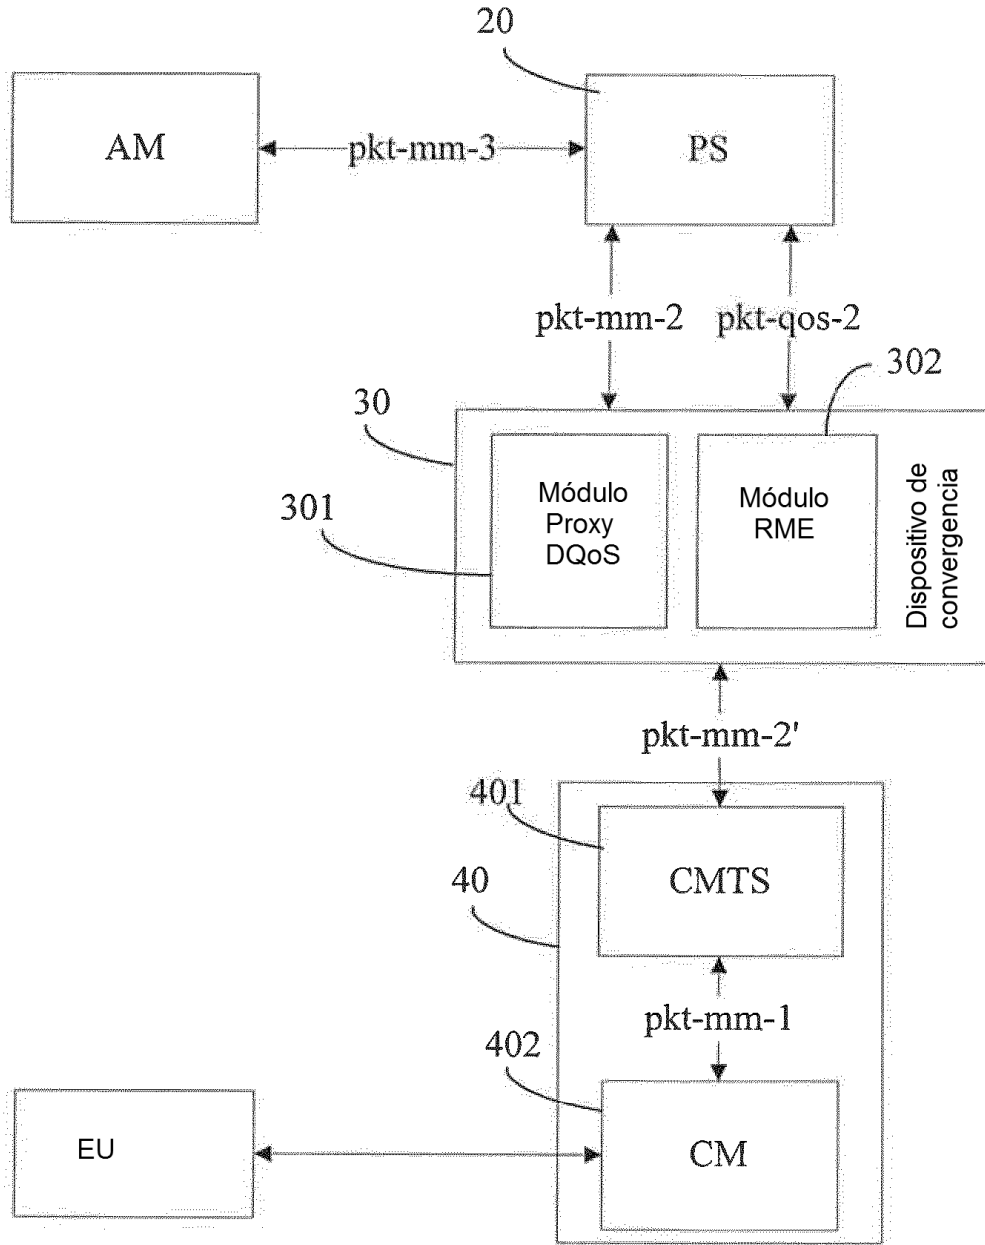 20
AM
pkt-mm-3
PS
pkt-mm-2
pkt-qos-2
302
30
301
Módulo
Proxy
DQoS
Módulo
RME
Dispositivo de
convergencia
pkt-mm-2'
401
CMTS
40
pkt-mm-1
402
EU
CM